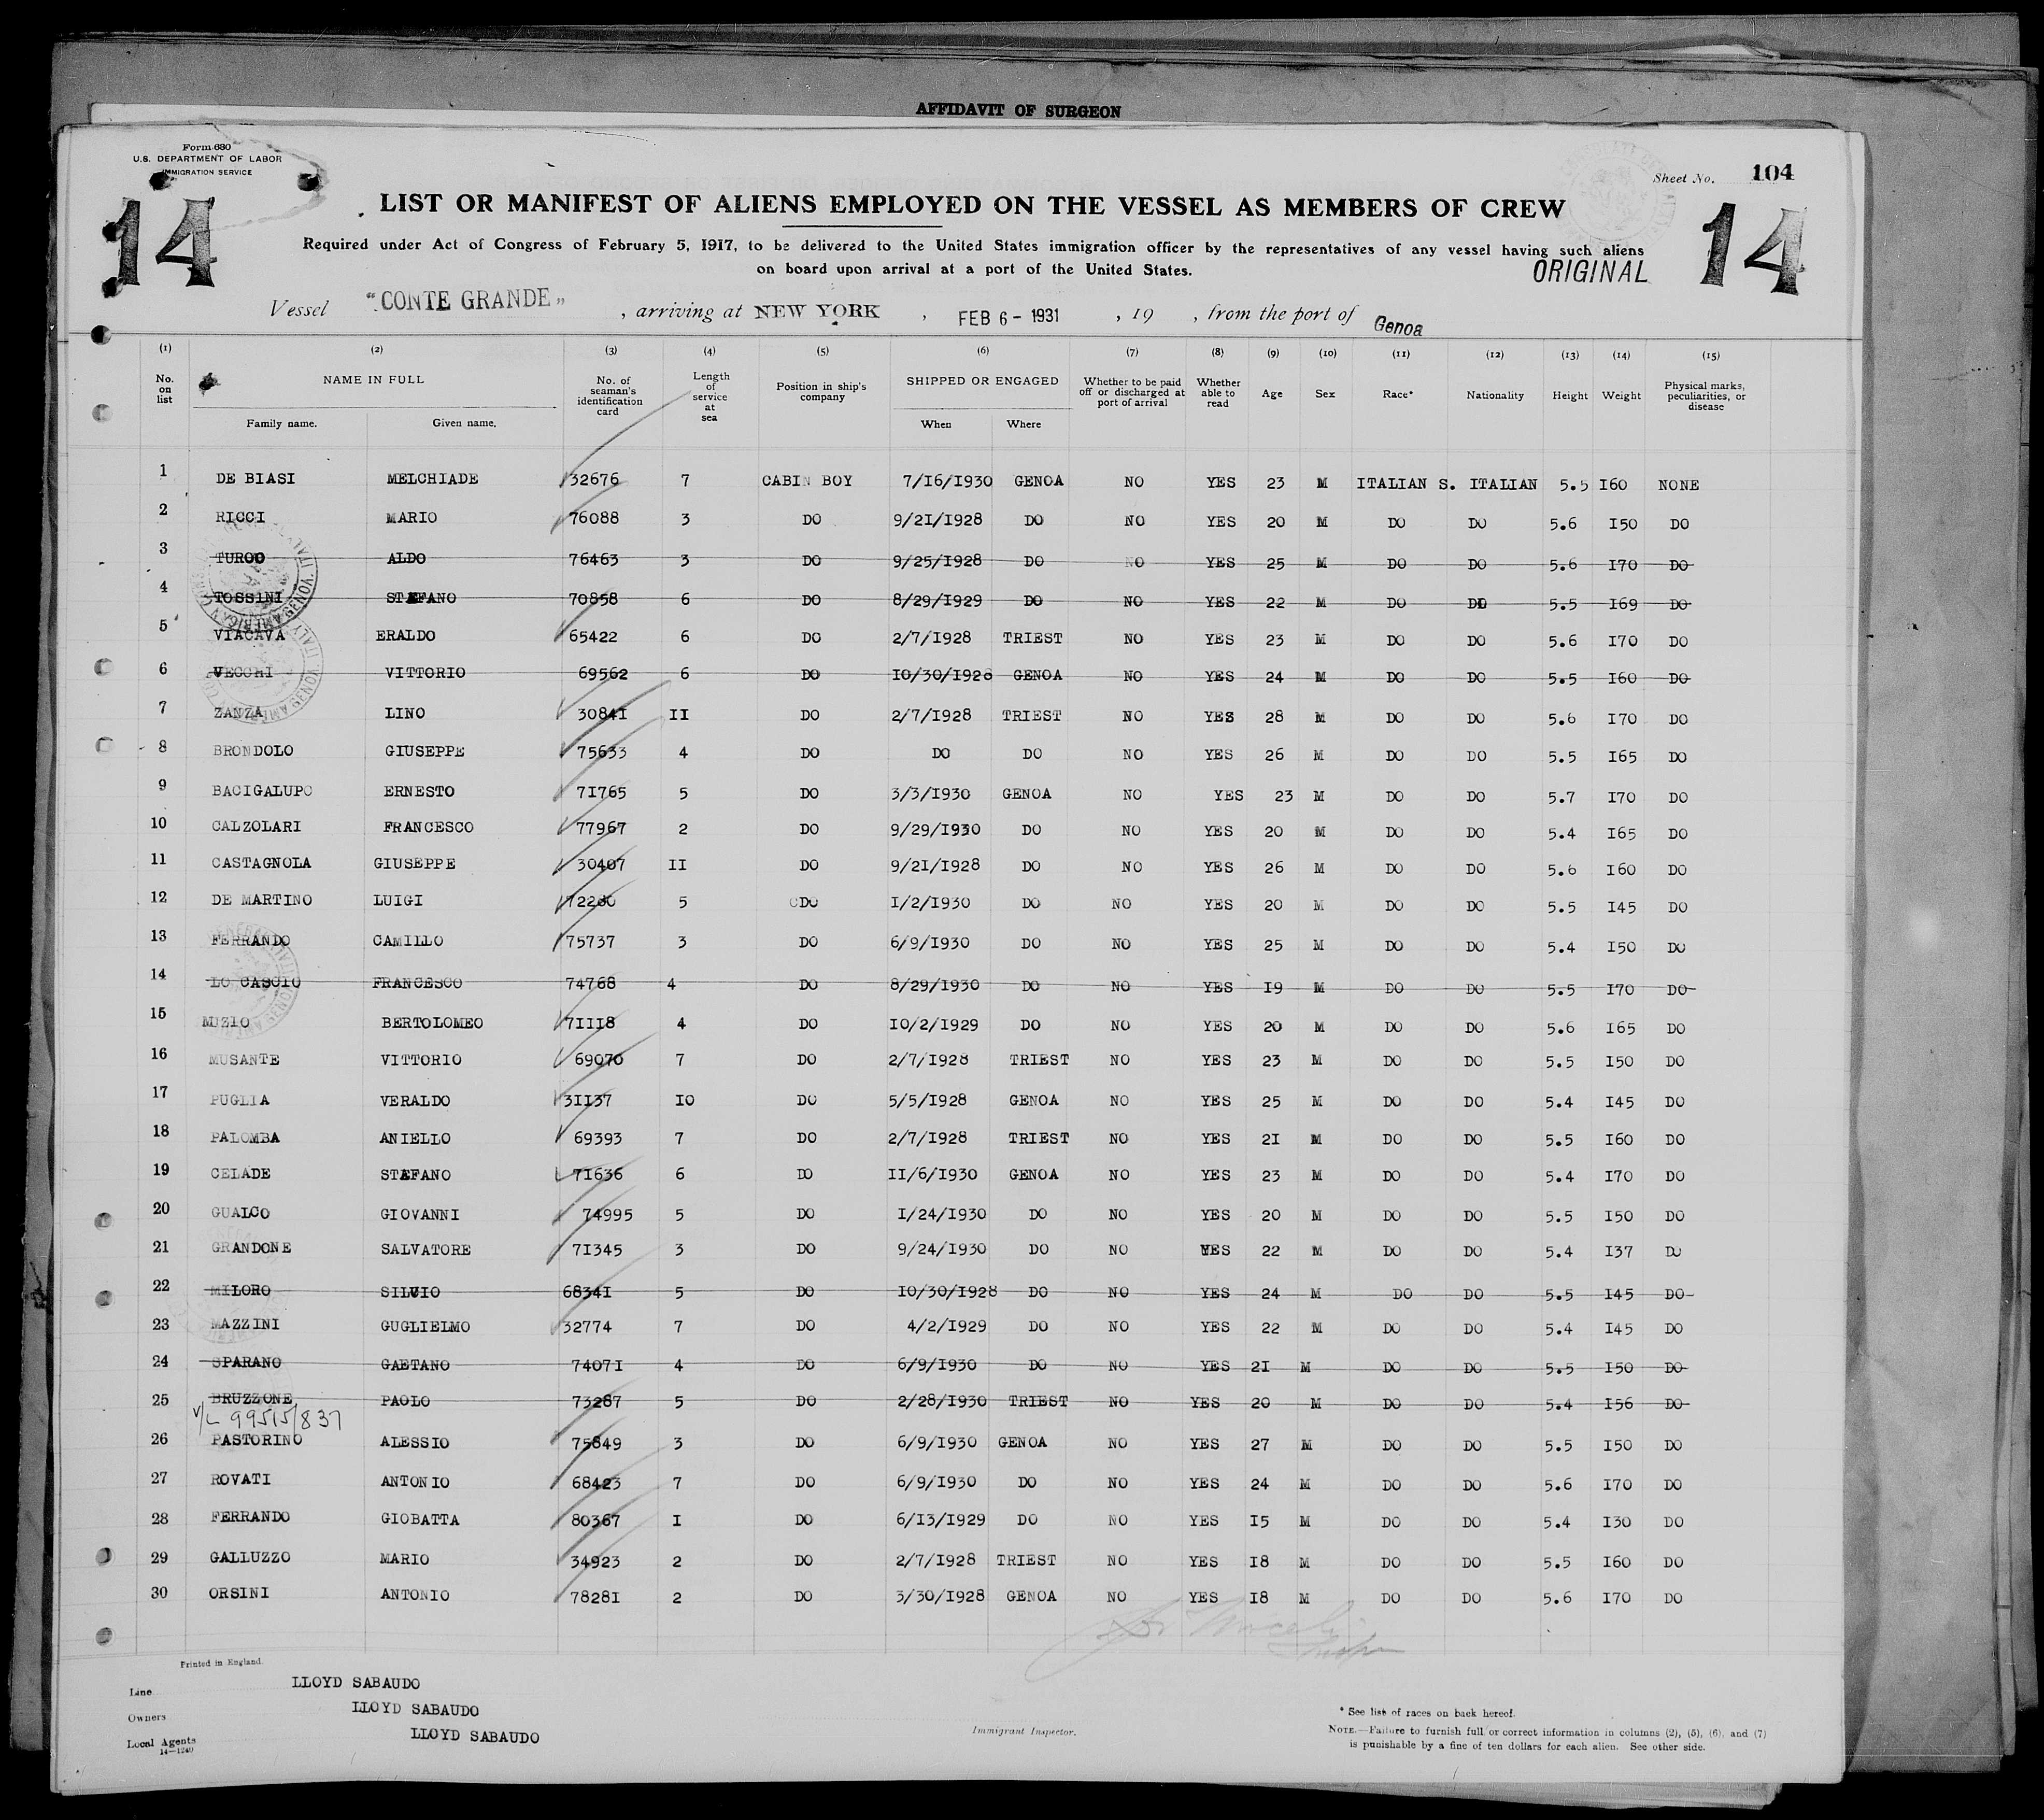 AFFIDAVIT OF SURGEON
Form 680
U.S. DEPARTMENT OF LABOR
IMMIGRATION SERVICE
Sheet No. 104
14
14
LIST OR MANIFEST OF ALIENS EMPLOYED ON THE VESSEL AS MEMBERS OF CREW
Required under Act of Congress of February 5, 1917, to be delivered to the United States immigration officer by the representatives of any vessel having such aliens
on board upon arrival at a port of the United States.
ORIGINAL
Vessel "CONTE GRANDE", arriving at NEW YORK, FEB 6 - 1931, 19 , from the port of Genoa
(1) (2) (3) (4) (5) (6) (7) (8) (9) (10) (11) (12) (13) (14) (15)
No. on list NAME IN FULL No. of seaman's identification card Length of service at sea Position in ship's company SHIPPED OR ENGAGED Whether to be paid off or discharged at port of arrival Whether able to read Age Sex Race* Nationality Height Weight Physical marks, peculiarities, or disease
Family name. Given name. When Where
1 DE BIASI MELCHIADE 32676 7 CABIN BOY 7/16/1930 GENOA NO YES 23 M ITALIAN S. ITALIAN 5.5 160 NONE
2 RICCI MARIO 76088 3 DO 9/21/1928 DO NO YES 20 M DO DO 5.6 150 DO
3 TURCO ALDO 76463 3 DO 9/25/1928 DO NO YES 25 M DO DO 5.6 170 DO
4 TOSSINI STEFANO 70858 6 DO 8/29/1929 DO NO YES 22 M DO DO 5.5 169 DO
5 VIACAVA ERALDO 65422 6 DO 2/7/1928 TRIEST NO YES 23 M DO DO 5.6 170 DO
6 VECCHI VITTORIO 69562 6 DO 10/30/1928 GENOA NO YES 24 M DO DO 5.5 160 DO
7 ZANZA LINO 30841 11 DO 2/7/1928 TRIEST NO YES 28 M DO DO 5.6 170 DO
8 BRONDOLO GIUSEPPE 75633 4 DO DO DO NO YES 26 M DO DO 5.5 165 DO
9 BACIGALUPO ERNESTO 71765 5 DO 3/3/1930 GENOA NO YES 23 M DO DO 5.7 170 DO
10 CALZOLARI FRANCESCO 77967 2 DO 9/29/1930 DO NO YES 20 M DO DO 5.4 165 DO
11 CASTAGNOLA GIUSEPPE 30407 11 DO 9/21/1928 DO NO YES 26 M DO DO 5.6 160 DO
12 DE MARTINO LUIGI 5 DO 1/2/1930 DO NO YES 20 M DO DO 5.5 145 DO
13 FERRANDO CAMILLO 75737 3 DO 6/9/1930 DO NO YES 25 M DO DO 5.4 150 DO
14 LO CASCIO FRANCESCO 74768 4 DO 8/29/1930 DO NO YES 19 M DO DO 5.5 170 DO
15 MUZIO BERTOLOMEO 71118 4 DO 10/2/1929 DO NO YES 20 M DO DO 5.6 165 DO
16 MUSANTE VITTORIO 69070 7 DO 2/7/1928 TRIEST NO YES 23 M DO DO 5.5 150 DO
17 PUGLIA VERALDO 31137 10 DO 5/5/1928 GENOA NO YES 25 M DO DO 5.4 145 DO
18 PALOMBA ANIELLO 69393 7 DO 2/7/1928 TRIEST NO YES 21 M DO DO 5.5 160 DO
19 CELADE STEFANO 71636 6 DO 11/6/1930 GENOA NO YES 23 M DO DO 5.4 170 DO
20 GUALCO GIOVANNI 74995 5 DO 1/24/1930 DO NO YES 20 M DO DO 5.5 150 DO
21 GRANDONE SALVATORE 71345 3 DO 9/24/1930 DO NO YES 22 M DO DO 5.4 137 DO
22 MILORO SILVIO 68341 5 DO 10/30/1928 DO NO YES 24 M DO DO 5.5 145 DO
23 MAZZINI GUGLIELMO 32774 7 DO 4/2/1929 DO NO YES 22 M DO DO 5.4 145 DO
24 SPARANO GAETANO 74071 4 DO 6/9/1930 DO NO YES 21 M DO DO 5.5 150 DO
25 BRUZZONE PAOLO 73287 5 DO 2/28/1930 TRIEST NO YES 20 M DO DO 5.4 156 DO
V/L 99515/837
26 PASTORINO ALESSIO 75849 3 DO 6/9/1930 GENOA NO YES 27 M DO DO 5.5 150 DO
27 ROVATI ANTONIO 68423 7 DO 6/9/1930 DO NO YES 24 M DO DO 5.6 170 DO
28 FERRANDO GIOBATTA 80367 1 DO 6/13/1929 DO NO YES 15 M DO DO 5.4 130 DO
29 GALLUZZO MARIO 34923 2 DO 2/7/1928 TRIEST NO YES 18 M DO DO 5.5 160 DO
30 ORSINI ANTONIO 78281 2 DO 3/30/1928 GENOA NO YES 18 M DO DO 5.6 170 DO
Printed in England.
Line LLOYD SABAUDO
Owners LLOYD SABAUDO
Local Agents LLOYD SABAUDO
14—1240
Immigrant Inspector.
* See list of races on back hereof.
NOTE.—Failure to furnish full or correct information in columns (2), (5), (6), and (7)
is punishable by a fine of ten dollars for each alien. See other side.